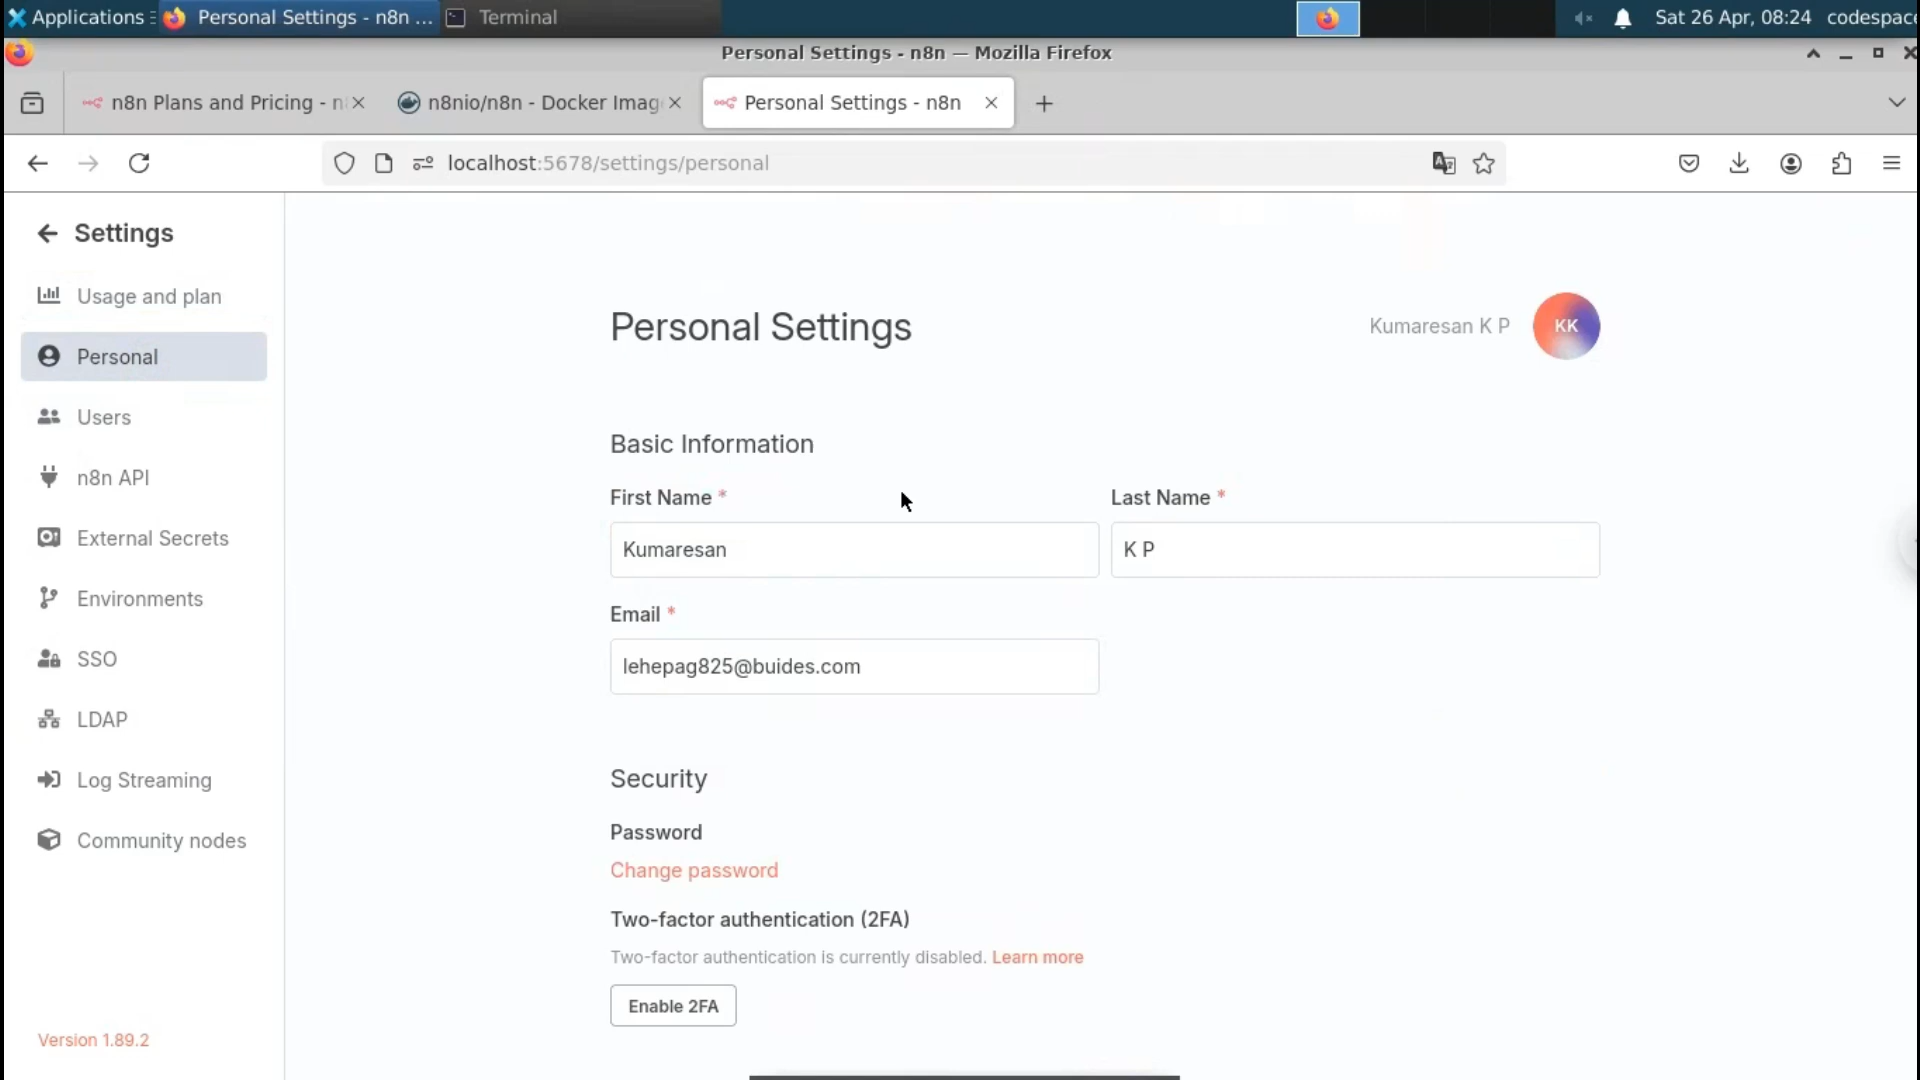 Applications
Personal Settings - n8n ...
Terminal
Sat 26 Apr, 08:24
codespace
Personal Settings - n8n — Mozilla Firefox
n8n Plans and Pricing - n
n8nio/n8n - Docker Imag
Personal Settings - n8n
localhost:5678/settings/personal
Settings
Usage and plan
Personal
Users
n8n API
External Secrets
Environments
SSO
LDAP
Log Streaming
Community nodes
Version 1.89.2
Personal Settings
Kumaresan K P
KK
Basic Information
First Name *
Last Name *
Kumaresan
K P
Email *
lehepag825@buides.com
Security
Password
Change password
Two-factor authentication (2FA)
Two-factor authentication is currently disabled. Learn more
Enable 2FA